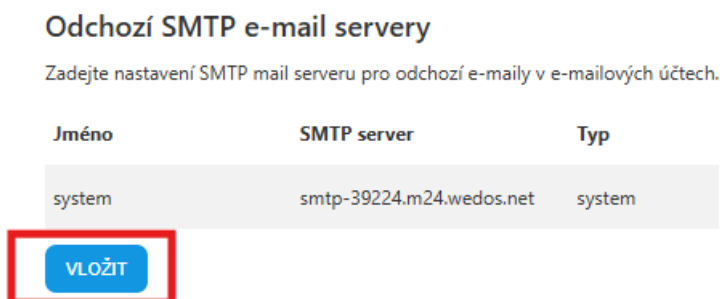 Odchozí SMTP e-mail servery
Zadejte nastavení SMTP mail serveru pro odchozí e-maily v e-mailových účtech.
Jméno SMTP server Typ
system smtp-39224.m24.wedos.net system
VLOŽIT